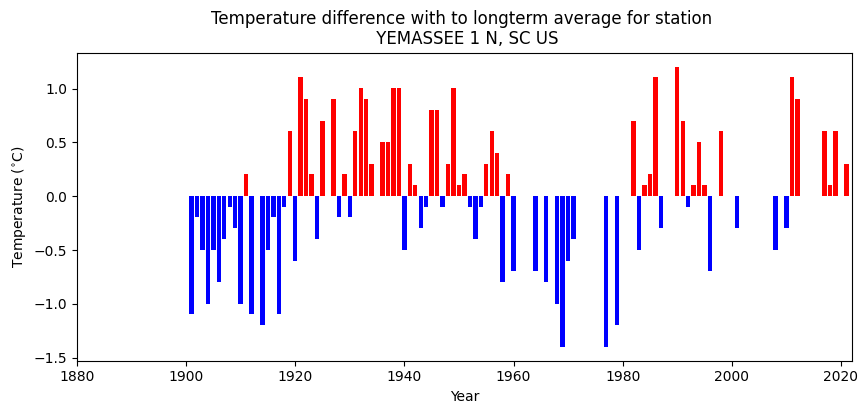 Temperature difference with to longterm average for station
YEMASSEE 1 N, SC US
Temperature (°C)
1.0
0.5
0.0
−0.5
−1.0
−1.5
1880 1900 1920 1940 1960 1980 2000 2020
Year